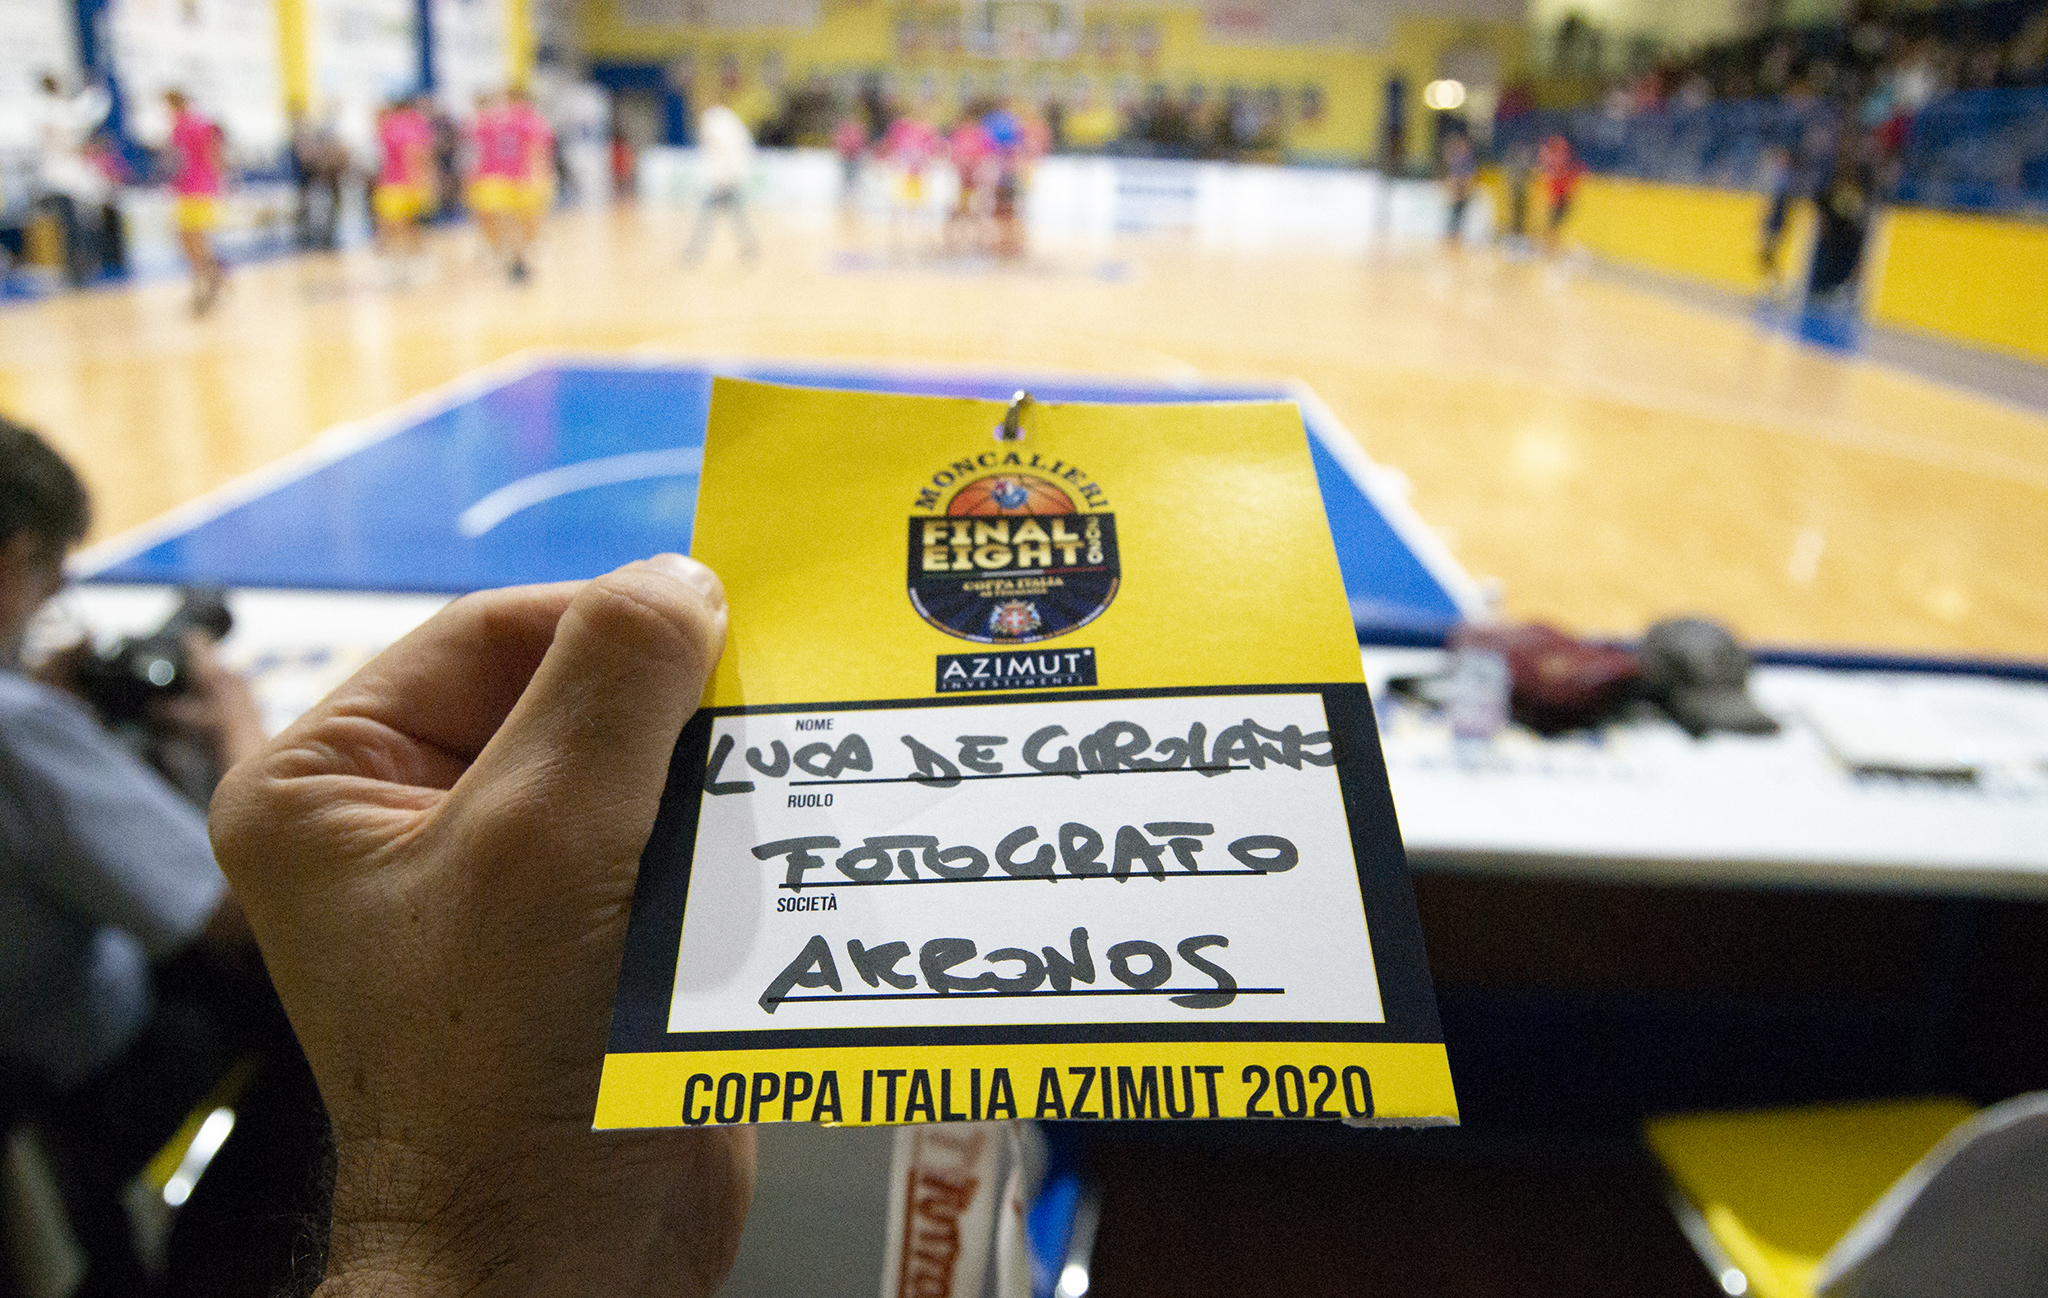 MONCALIERI
FINAL
EIGHT
2020
COPPA ITALIA
AZIMUT
INVESTIMENTI
NOME
LUCA DE GIROLAMO
RUOLO
FOTOGRAFO
SOCIETÀ
AKRONOS
COPPA ITALIA AZIMUT 2020